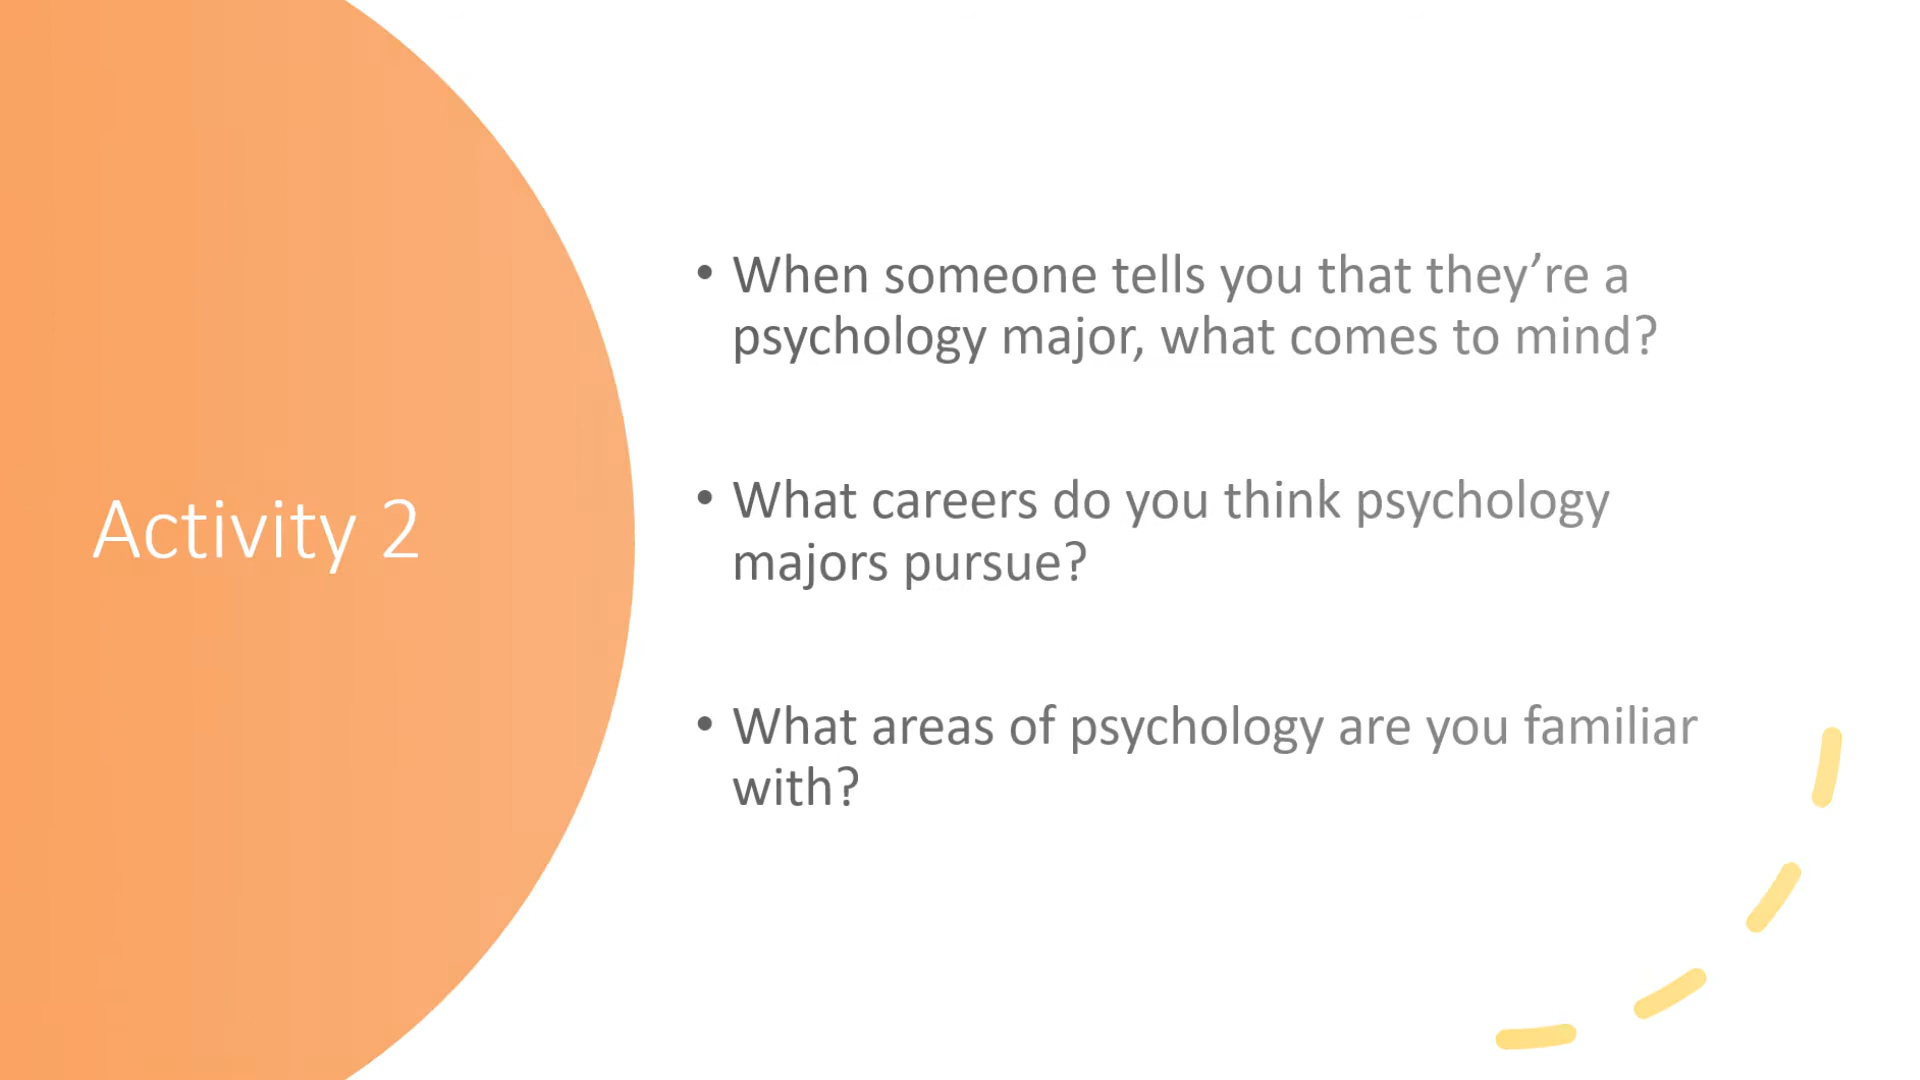 Activity 2
• When someone tells you that they’re a
psychology major, what comes to mind?
• What careers do you think psychology
majors pursue?
• What areas of psychology are you familiar
with?